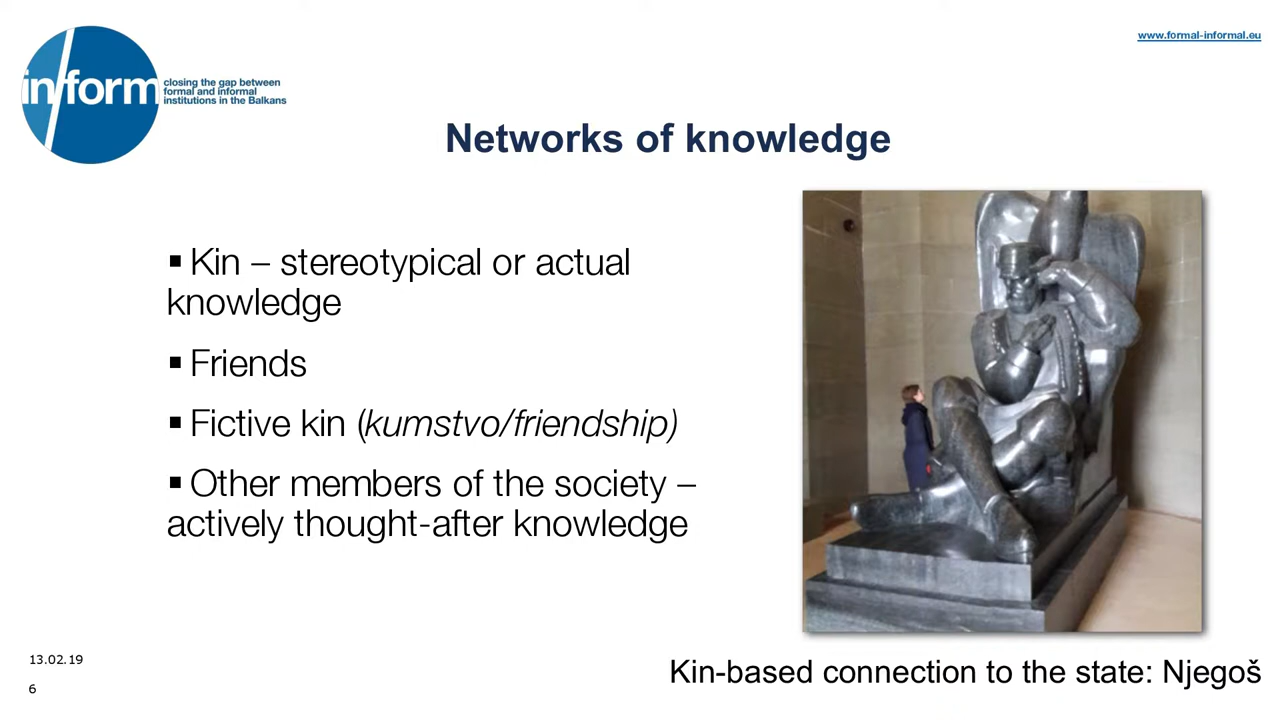 www.formal-informal.eu
in/form
closing the gap between
formal and informal
institutions in the Balkans
Networks of knowledge
▪ Kin – stereotypical or actual
knowledge
▪ Friends
▪ Fictive kin (kumstvo/friendship)
▪ Other members of the society –
actively thought-after knowledge
13.02.19
6
Kin-based connection to the state: Njegoš